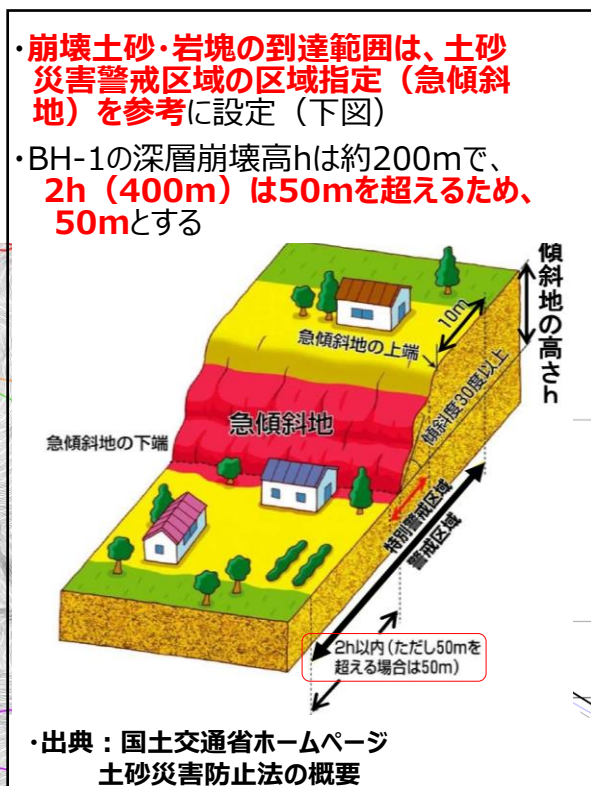 ・崩壊土砂・岩塊の到達範囲は、土砂
災害警戒区域の区域指定（急傾斜
地）を参考に設定（下図）
・BH-1の深層崩壊高hは約200mで、
2h（400m）は50mを超えるため、
50mとする
傾斜地の高さh
10m
急傾斜地の上端
傾斜度30度以上
急傾斜地
急傾斜地の下端
特別警戒区域
警戒区域
2h以内（ただし50mを
超える場合は50m）
・出典：国土交通省ホームページ
土砂災害防止法の概要